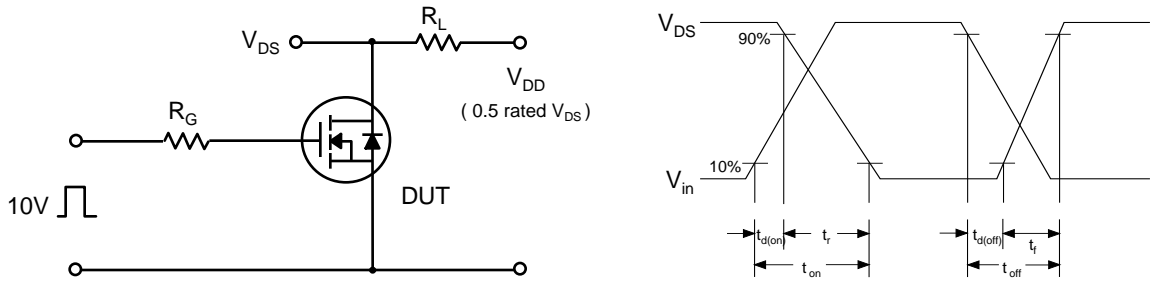 R_L
V_DS
V_DD
( 0.5 rated V_DS )
R_G
10V
DUT
V_DS
90%
10%
V_in
t_d(on)
t_r
t_on
t_d(off)
t_f
t_off